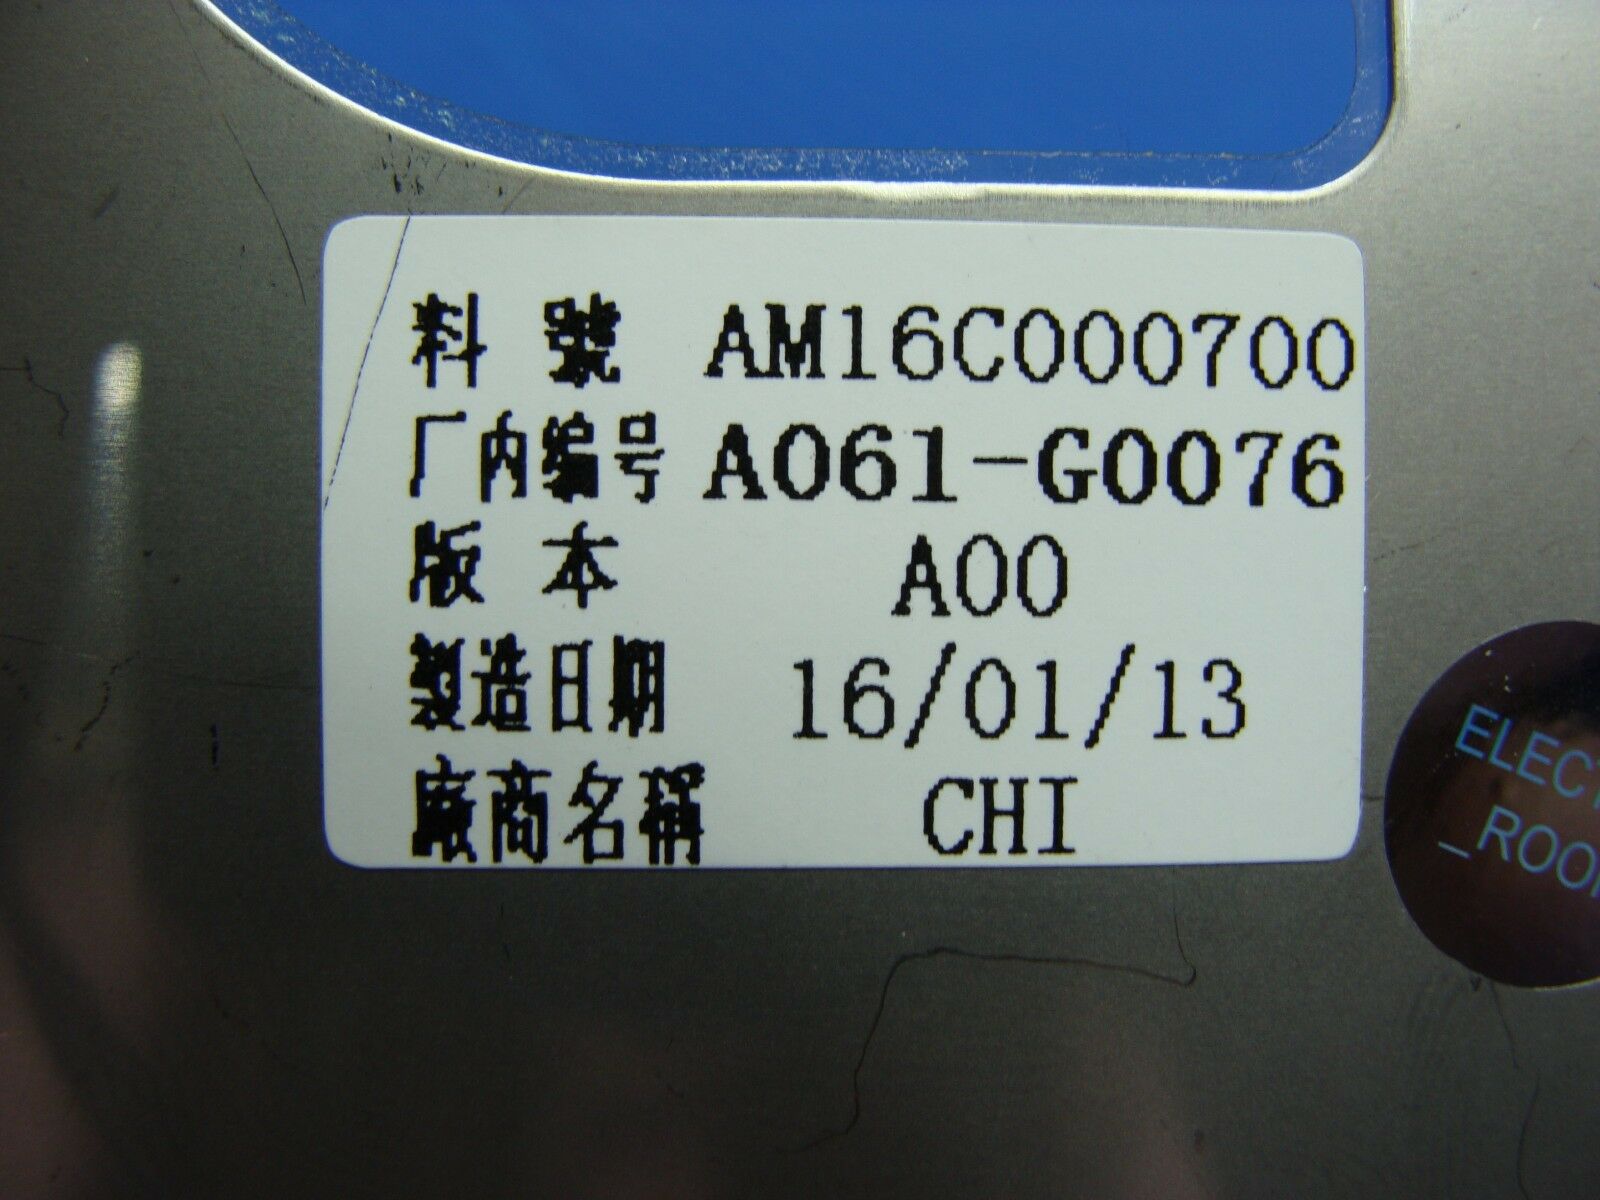 料 號 AM16C000700
厂内编号 A061-G0076
版 本 A00
製造日期 16/01/13
廠商名稱 CHI